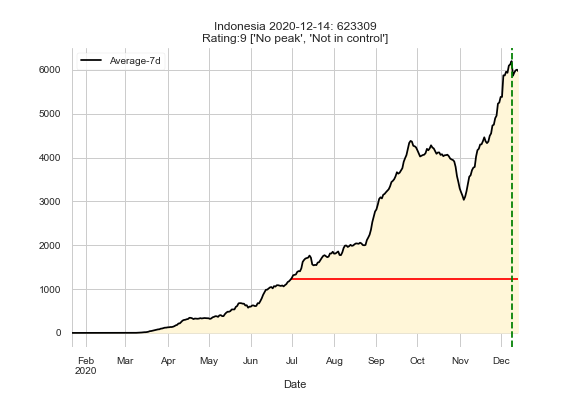 Indonesia 2020-12-14: 623309
Rating:9 ['No peak', 'Not in control']
Average-7d
6000
5000
4000
3000
2000
1000
0
Feb Mar Apr May Jun Jul Aug Sep Oct Nov Dec
2020
Date